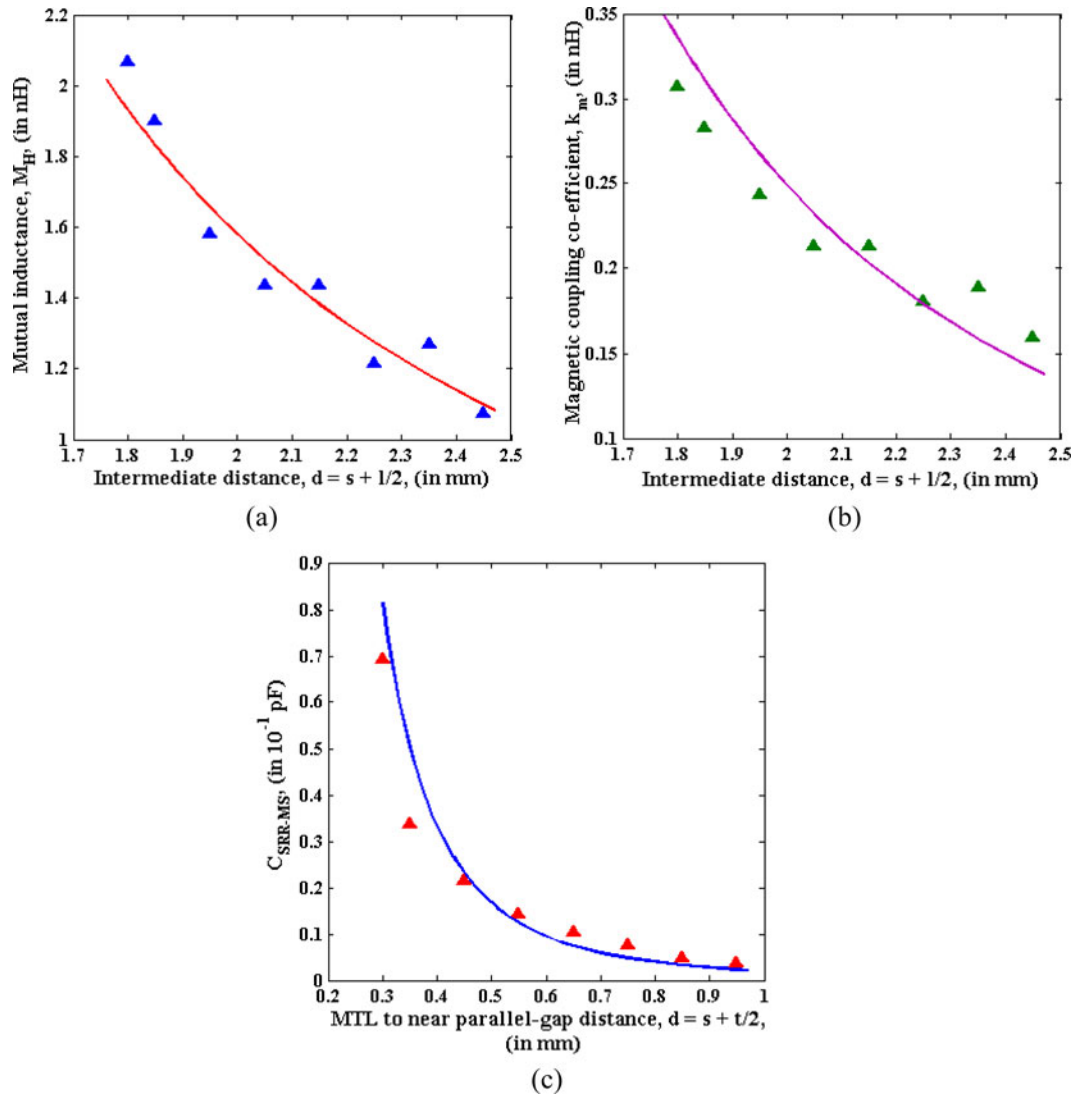 2.2
2
1.8
1.6
1.4
1.2
1
Mutual inductance, M_H, (in nH)
1.7 1.8 1.9 2 2.1 2.2 2.3 2.4 2.5
Intermediate distance, d = s + l/2, (in mm)
(a)
0.35
0.3
0.25
0.2
0.15
0.1
Magnetic coupling co-efficient, k_m, (in nH)
1.7 1.8 1.9 2 2.1 2.2 2.3 2.4 2.5
Intermediate distance, d = s + l/2, (in mm)
(b)
0.9
0.8
0.7
0.6
0.5
0.4
0.3
0.2
0.1
0
C_SRR-MS, (in 10^-1 pF)
0.2 0.3 0.4 0.5 0.6 0.7 0.8 0.9 1
MTL to near parallel-gap distance, d = s + t/2,
(in mm)
(c)